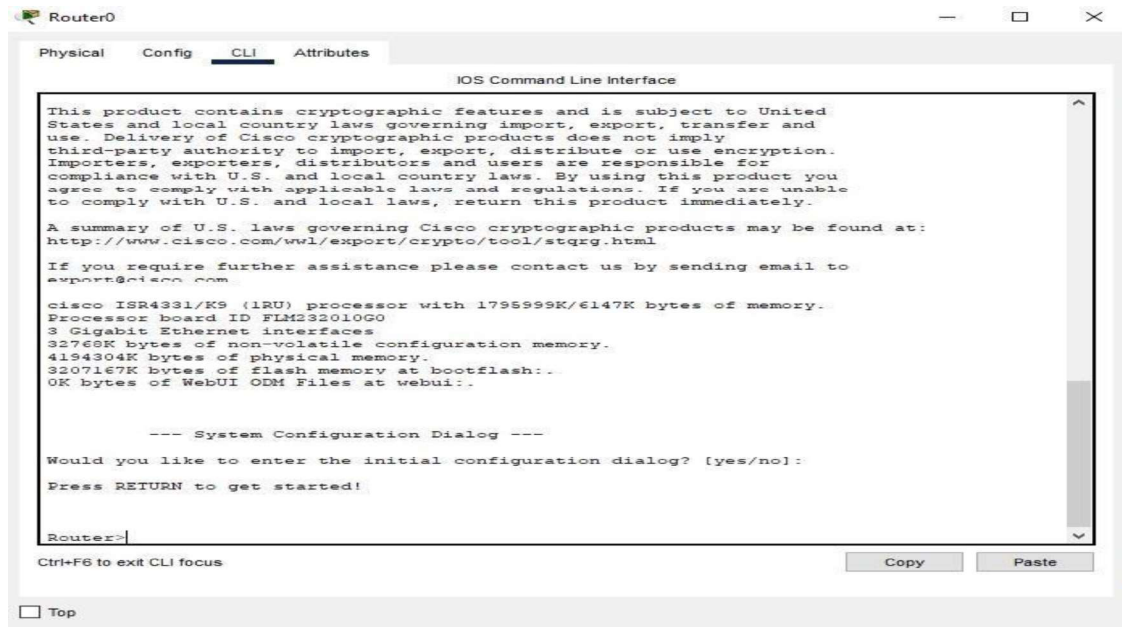 Router0
Physical Config CLI Attributes
IOS Command Line Interface
This product contains cryptographic features and is subject to United
States and local country laws governing import, export, transfer and
use. Delivery of Cisco cryptographic products does not imply
third-party authority to import, export, distribute or use encryption.
Importers, exporters, distributors and users are responsible for
compliance with U.S. and local country laws. By using this product you
agree to comply with applicable laws and regulations. If you are unable
to comply with U.S. and local laws, return this product immediately.
A summary of U.S. laws governing Cisco cryptographic products may be found at:
http://www.cisco.com/wwl/export/crypto/tool/stqrg.html
If you require further assistance please contact us by sending email to
export@cisco.com
cisco ISR4331/K9 (1RU) processor with 1795999K/6147K bytes of memory.
Processor board ID FLM232010G0
3 Gigabit Ethernet interfaces
32768K bytes of non-volatile configuration memory.
4194304K bytes of physical memory.
3207167K bytes of flash memory at bootflash:.
0K bytes of WebUI ODM Files at webui:.
--- System Configuration Dialog ---
Would you like to enter the initial configuration dialog? [yes/no]:
Press RETURN to get started!
Router>
Ctrl+F6 to exit CLI focus
Copy Paste
Top